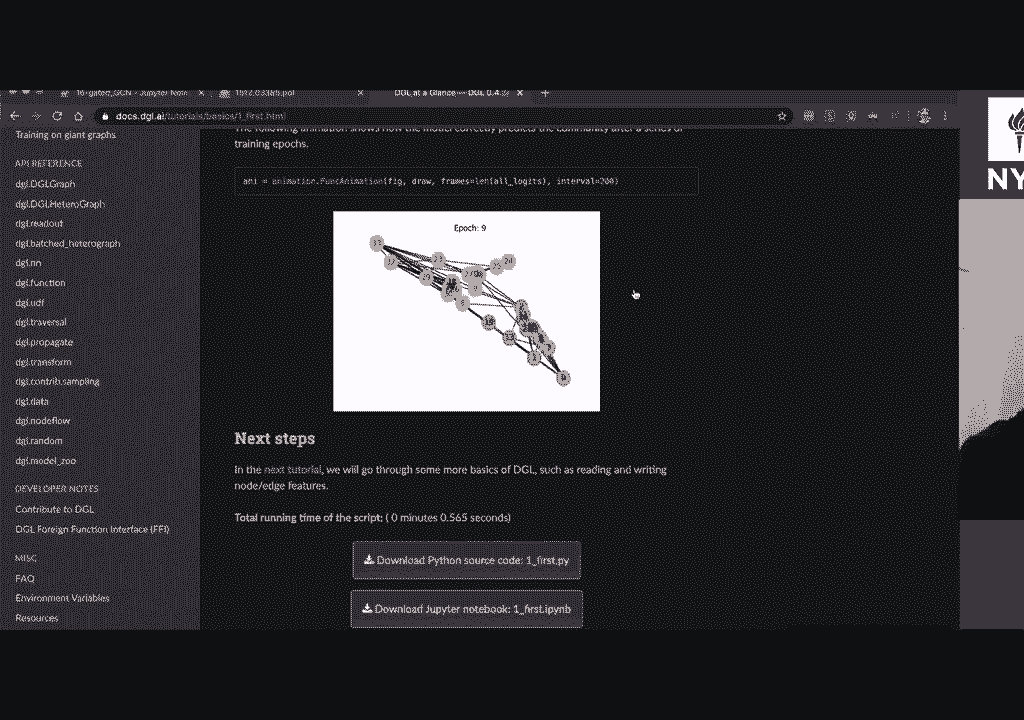 16-gated_GCN - Jupyter Note
DGL at a Glance — DGL 0.4.
docs.dgl.ai/tutorials/basics/1_first.html
Training on giant graphs
API REFERENCE
dgl.DGLGraph
dgl.DGLHeteroGraph
dgl.readout
dgl.batched_heterograph
dgl.nn
dgl.function
dgl.udf
dgl.traversal
dgl.propagate
dgl.transform
dgl.contrib.sampling
dgl.data
dgl.nodeflow
dgl.random
dgl.model_zoo
DEVELOPER NOTES
Contribute to DGL
DGL Foreign Function Interface (FFI)
MISC
FAQ
Environment Variables
Resources
The following animation shows how the model correctly predicts the community after a series of
training epochs.
ani = animation.FuncAnimation(fig, draw, frames=len(all_logits), interval=200)
Epoch: 9
Next steps
In the next tutorial, we will go through some more basics of DGL, such as reading and writing
node/edge features.
Total running time of the script: ( 0 minutes 0.565 seconds)
Download Python source code: 1_first.py
Download Jupyter notebook: 1_first.ipynb
NY